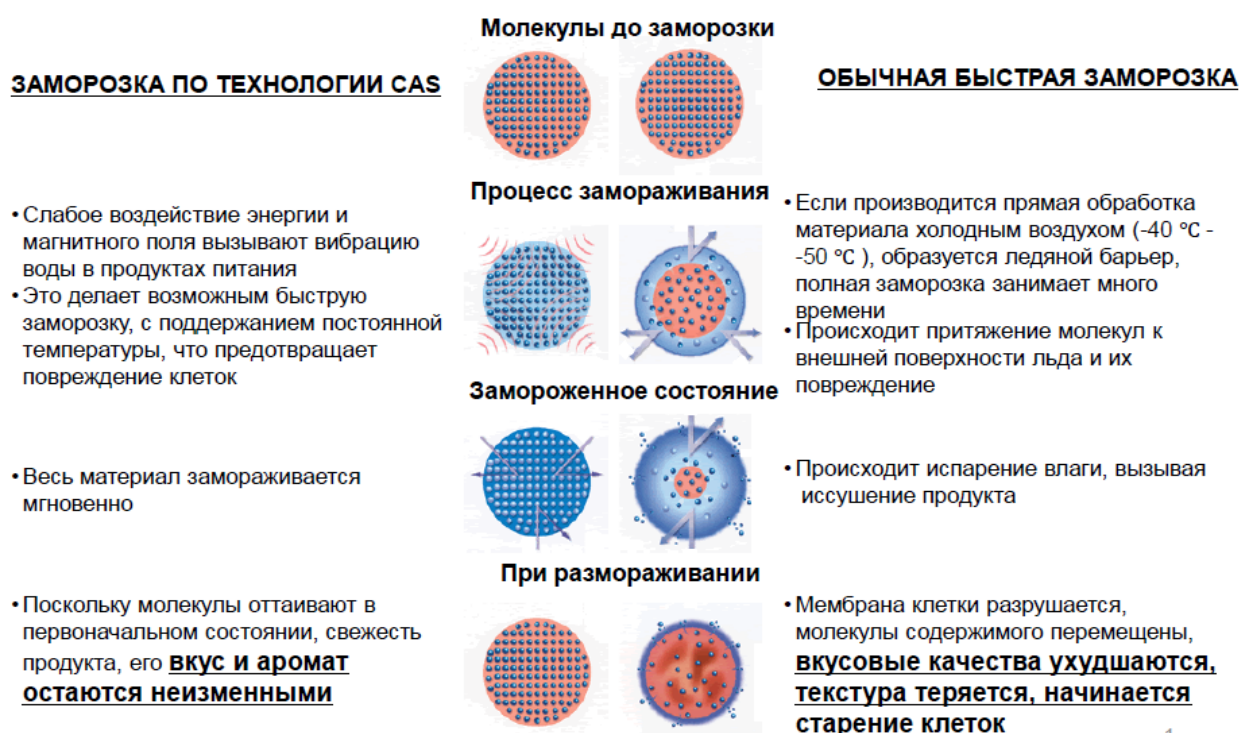 Молекулы до заморозки
ЗАМОРОЗКА ПО ТЕХНОЛОГИИ CAS
ОБЫЧНАЯ БЫСТРАЯ ЗАМОРОЗКА
Процесс замораживания
• Слабое воздействие энергии и
магнитного поля вызывают вибрацию
воды в продуктах питания
• Это делает возможным быструю
заморозку, с поддержанием постоянной
температуры, что предотвращает
повреждение клеток
• Если производится прямая обработка
материала холодным воздухом (-40 °C -
-50 °C ), образуется ледяной барьер,
полная заморозка занимает много
времени
• Происходит притяжение молекул к
внешней поверхности льда и их
повреждение
Замороженное состояние
• Весь материал замораживается
мгновенно
• Происходит испарение влаги, вызывая
иссушение продукта
При размораживании
• Поскольку молекулы оттаивают в
первоначальном состоянии, свежесть
продукта, его вкус и аромат
остаются неизменными
• Мембрана клетки разрушается,
молекулы содержимого перемещены,
вкусовые качества ухудшаются,
текстура теряется, начинается
старение клеток